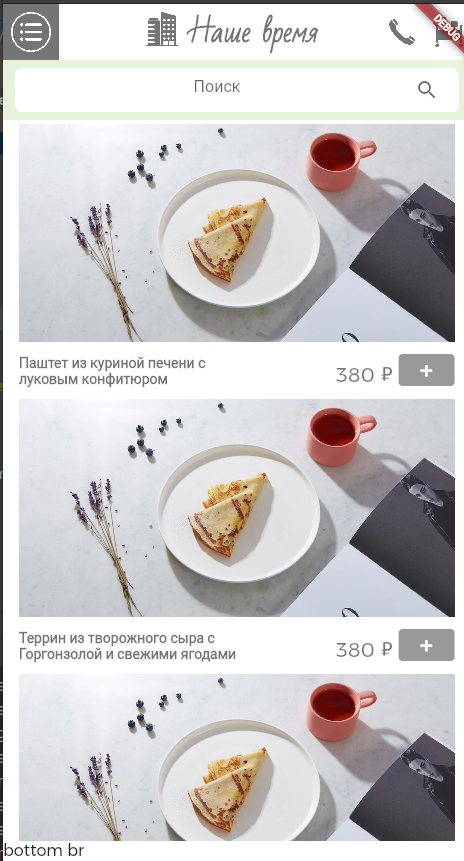 Наше время
DEBUG
Поиск
Паштет из куриной печени с
луковым конфитюром
380 ₽
+
Террин из творожного сыра с
Горгонзолой и свежими ягодами
380 ₽
+
bottom br